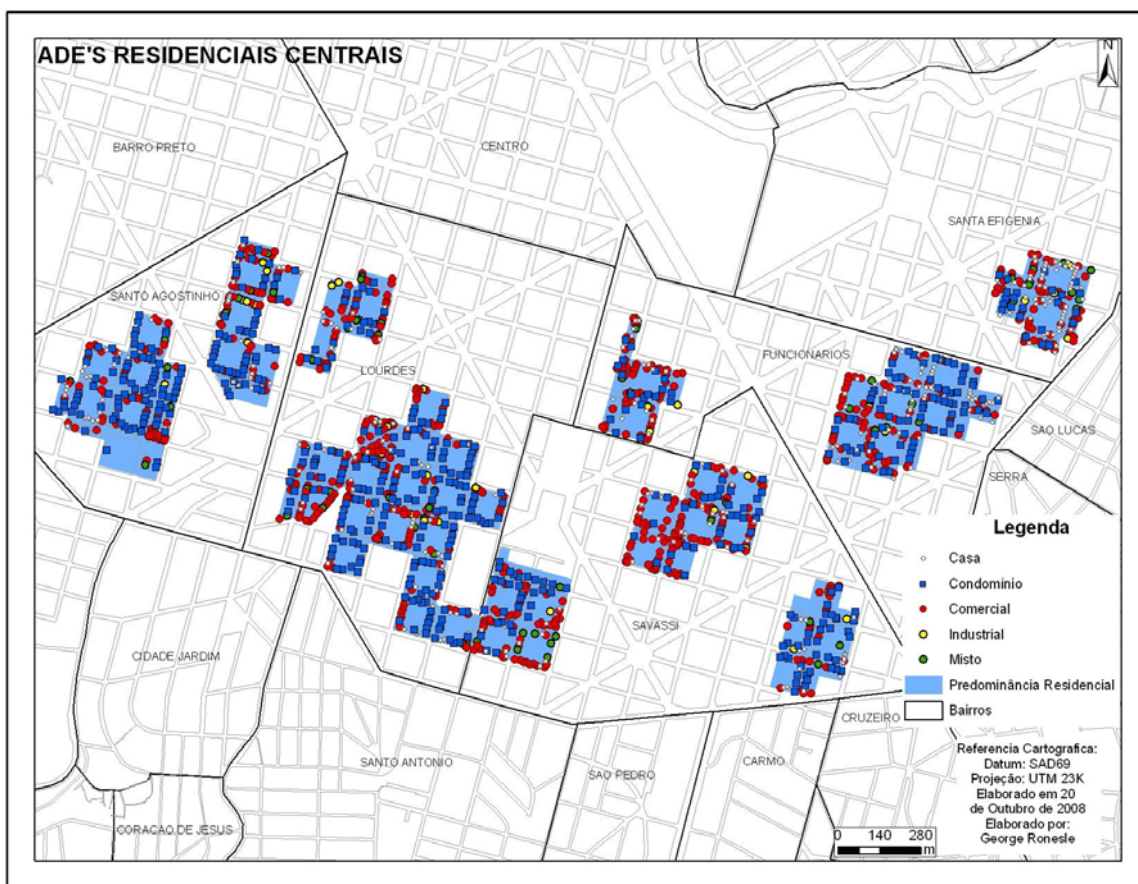 ADE'S RESIDENCIAIS CENTRAIS
N
BARRO PRETO
CENTRO
SANTA EFIGENIA
SANTO AGOSTINHO
LOURDES
FUNCIONARIOS
SAO LUCAS
SERRA
SAVASSI
CIDADE JARDIM
SANTO ANTONIO
SAO PEDRO
CARMO
CRUZEIRO
CORACAO DE JESUS
Legenda
Casa
Condomínio
Comercial
Industrial
Misto
Predominância Residencial
Bairros
Referencia Cartografica:
Datum: SAD69
Projeção: UTM 23K
Elaborado em 20
de Outubro de 2008
Elaborado por:
George Ronesle
0 140 280
m